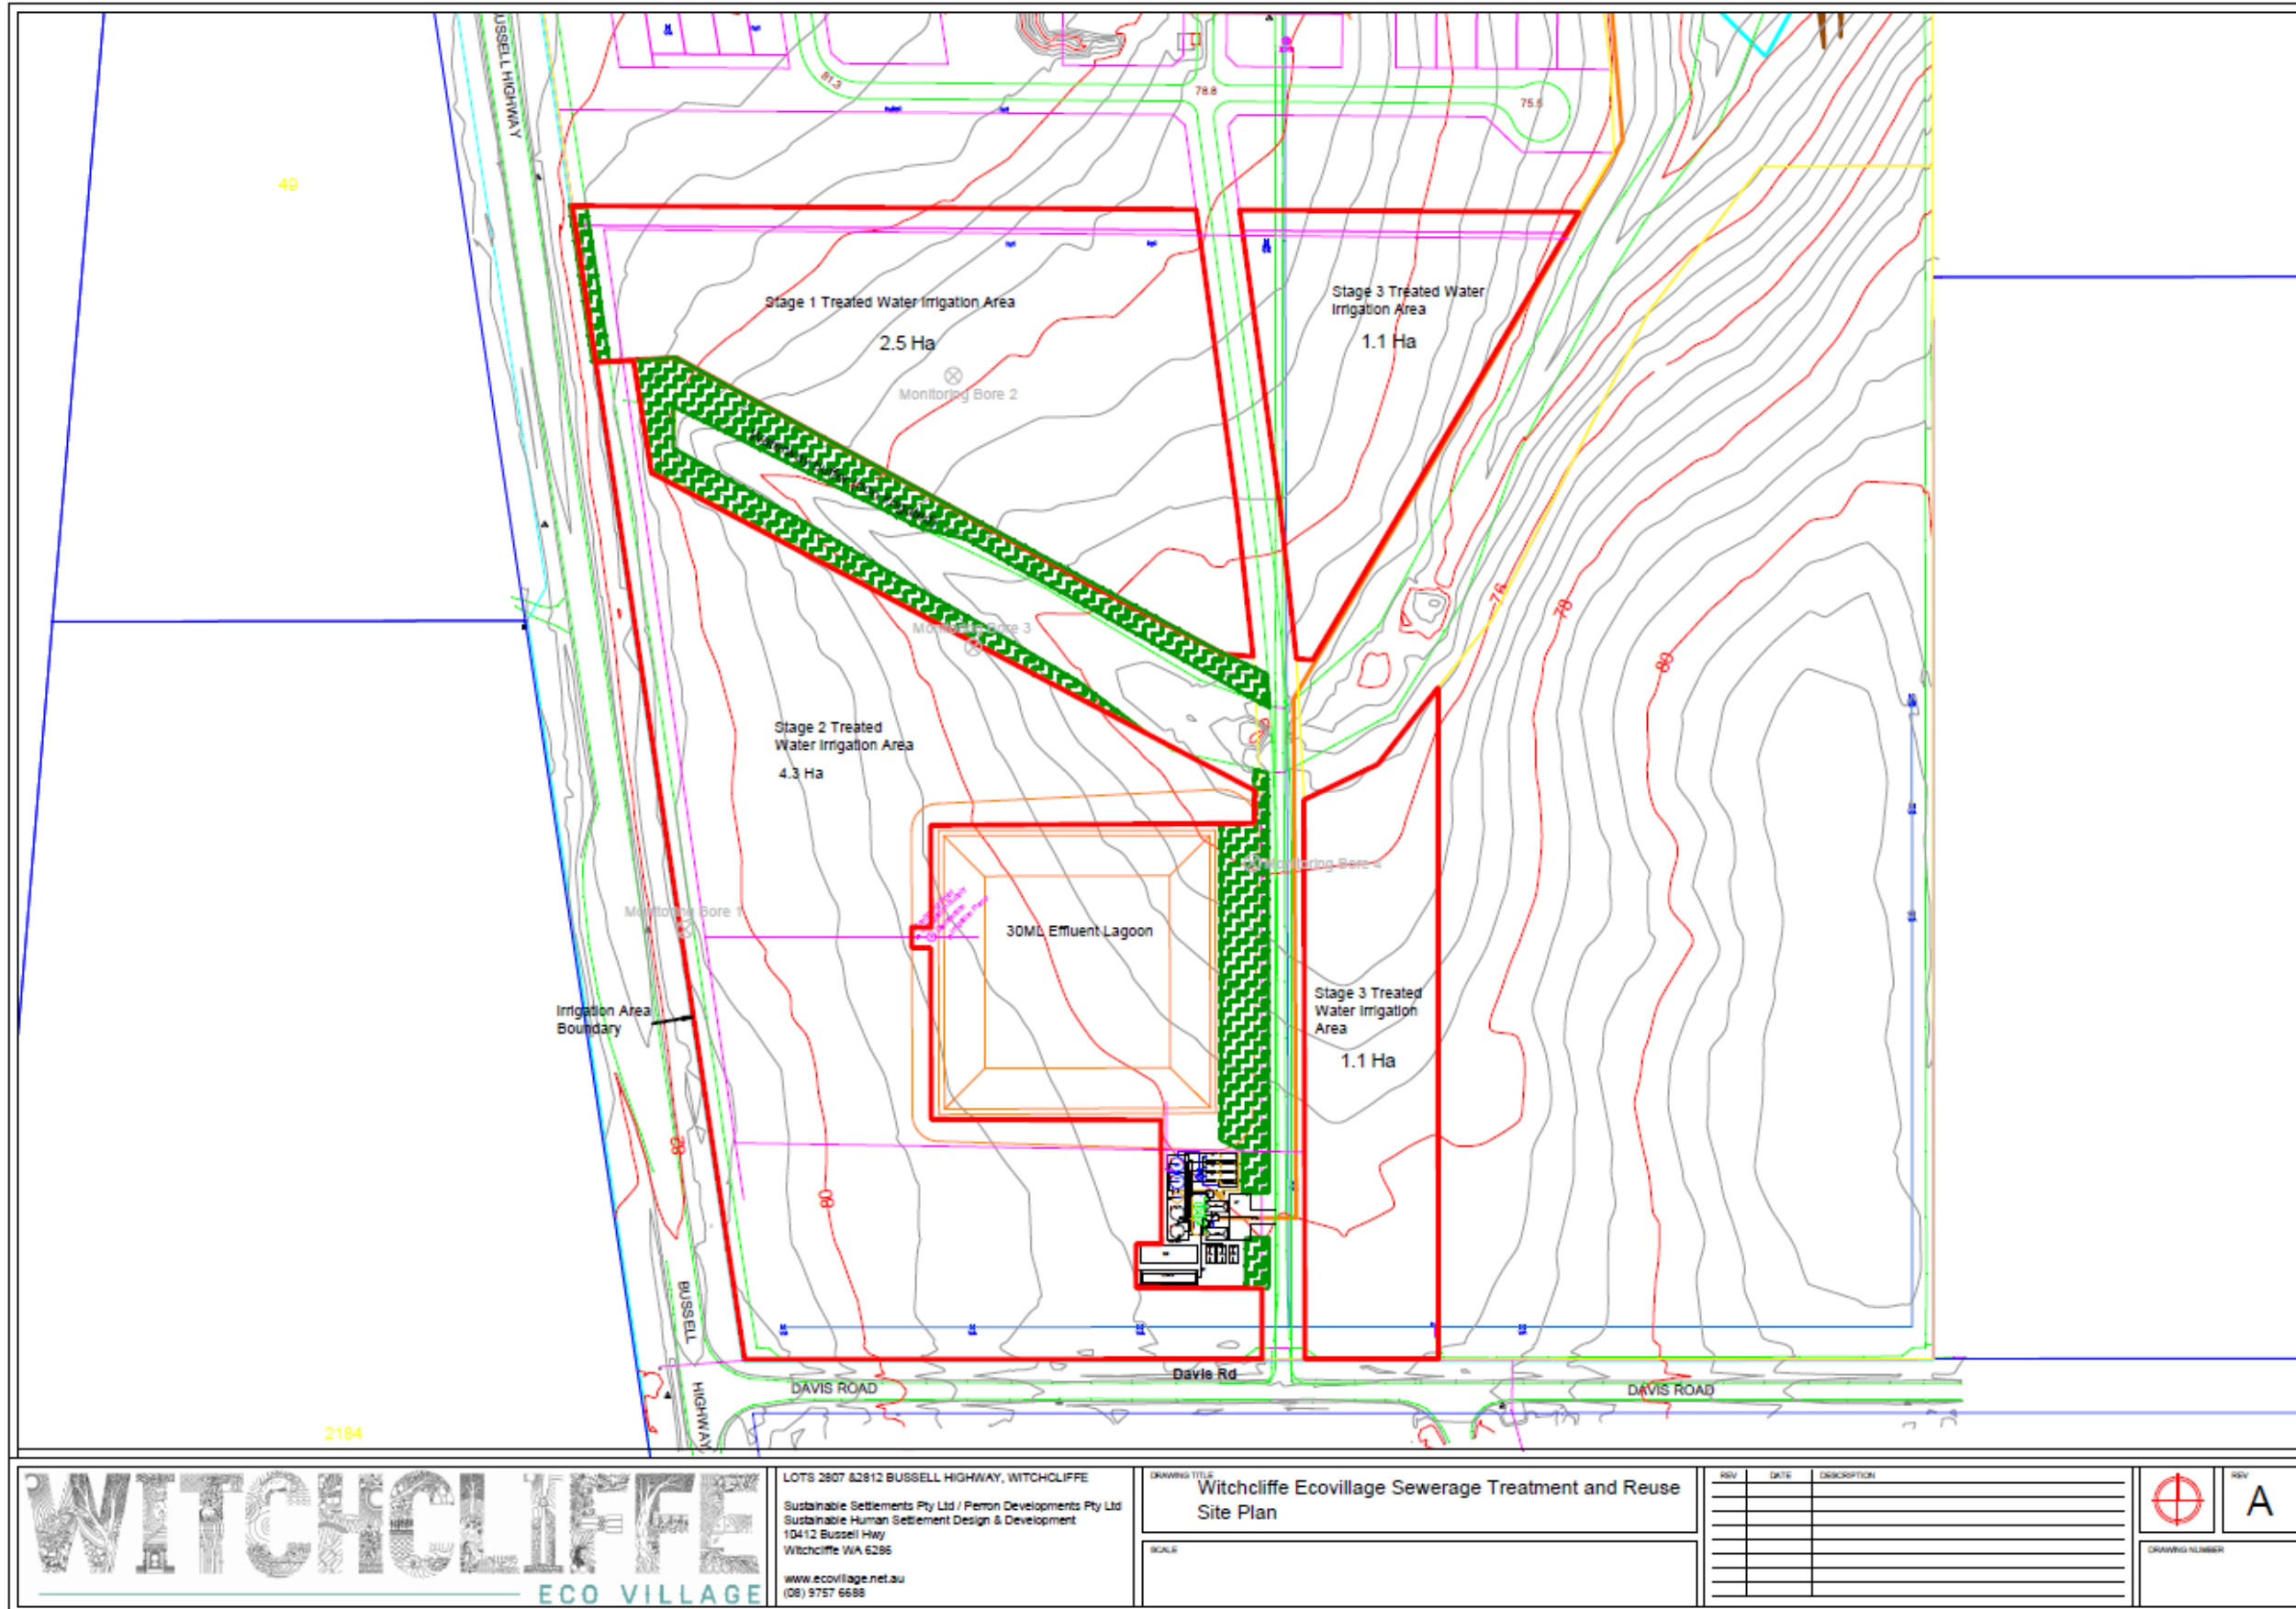 BUSSELL HIGHWAY
81.3
78.8
75.5
49
Stage 1 Treated Water Irrigation Area
2.5 Ha
Stage 3 Treated Water
Irrigation Area
1.1 Ha
Monitoring Bore 2
Monitoring Bore 3
76
78
80
Stage 2 Treated
Water Irrigation Area
4.3 Ha
Monitoring Bore 4
Monitoring Bore 1
30ML Effluent Lagoon
Irrigation Area
Boundary
Stage 3 Treated
Water Irrigation
Area
1.1 Ha
82
80
BUSSELL
HIGHWAY
Davis Rd
DAVIS ROAD
DAVIS ROAD
2184
WITCHCLIFFE
ECO VILLAGE
LOTS 2807 &2812 BUSSELL HIGHWAY, WITCHCLIFFE
Sustainable Settlements Pty Ltd / Perron Developments Pty Ltd
Sustainable Human Settlement Design & Development
10412 Bussell Hwy
Witchcliffe WA 6286
www.ecovillage.net.au
(08) 9757 6688
DRAWING TITLE
Witchcliffe Ecovillage Sewerage Treatment and Reuse
Site Plan
SCALE
REV DATE DESCRIPTION
REV
A
DRAWING NUMBER